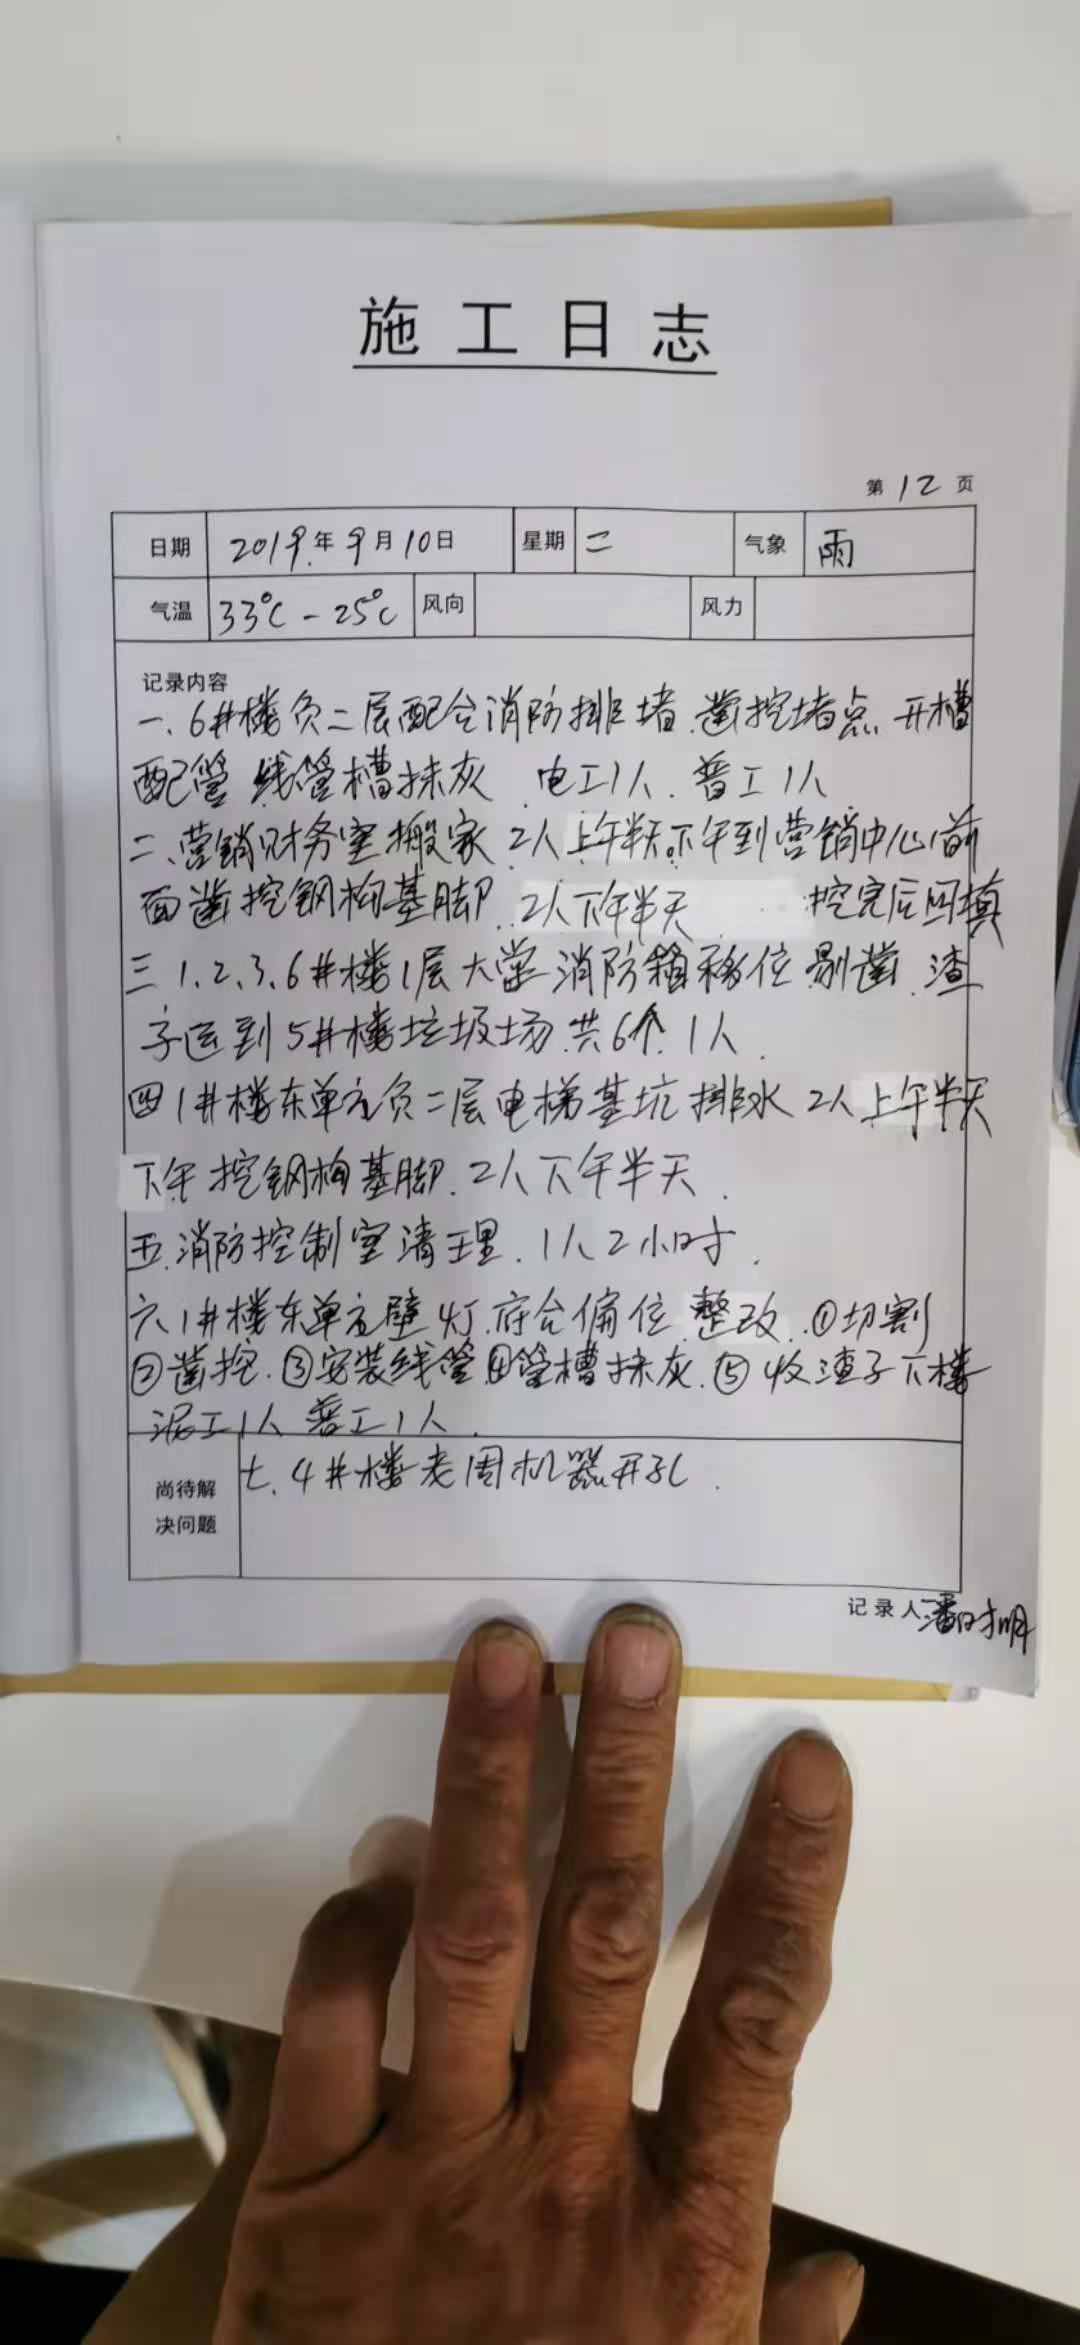 施工日志
第 12 页
日期 2019年9月10日 星期 二 气象 雨
气温 33℃-25℃ 风向 风力
记录内容
一.6#楼负二层配合消防排堵.凿挖堵点.开槽
配管 线管槽抹灰.电工1人.普工1人
二、营销财务室搬家.2人上午半天.下午到营销中心前
面凿挖钢构基脚.2人下午半天. 挖完后回填
三 1.2.3.6#楼1层大堂消防箱移位剔凿.渣
子运到5#楼垃圾场.共6个.1人.
四 1#楼东单元负二层电梯基坑排水 2人上午半天
下午挖钢构基脚.2人下午半天.
五.消防控制室清理.1人2小时.
六.1#楼东单元壁灯.底合偏位.整改.①切割
②凿挖.③安装线管④管槽抹灰.⑤收渣子下楼
泥工1人 普工1人.
尚待解决问题
七.4#楼老周机器开孔.
记录人 潘时明